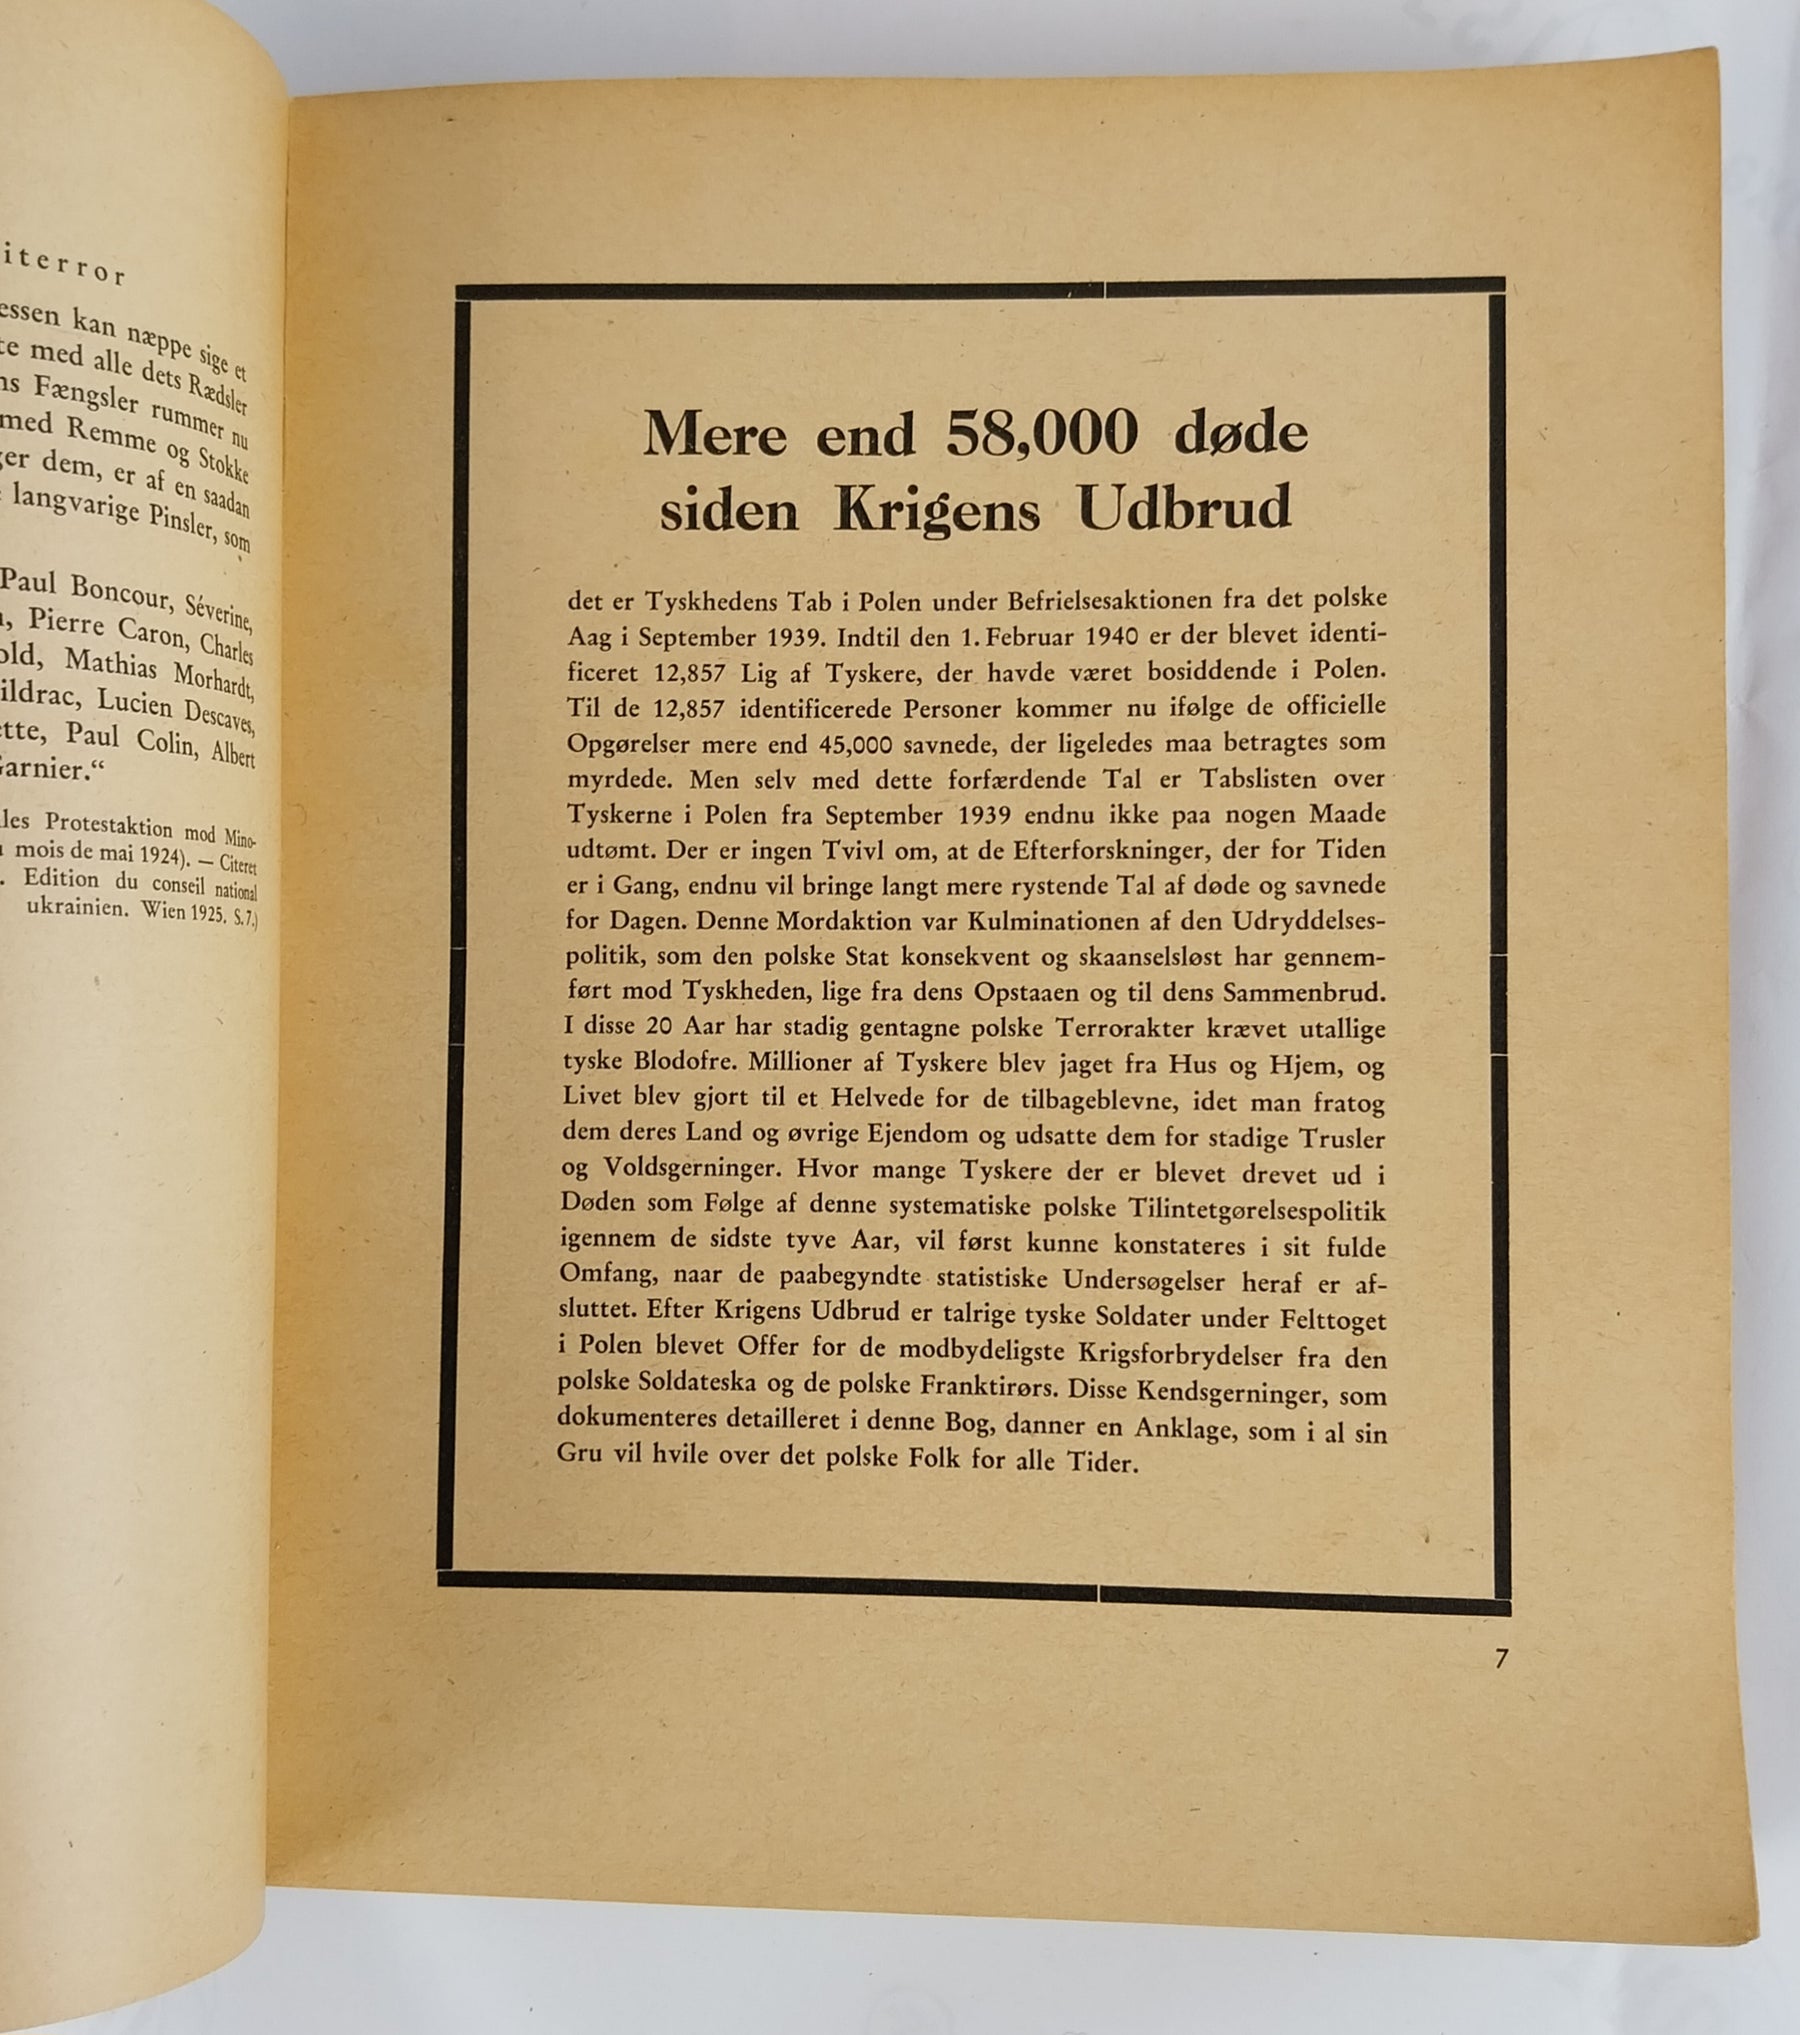 iterror
essen kan næppe sige et
te med alle dets Rædsler
ns Fængsler rummer nu
med Remme og Stokke
ger dem, er af en saadan
langvarige Pinsler, som
Paul Boncour, Séverine,
Pierre Caron, Charles
old, Mathias Morhardt,
ildrac, Lucien Descaves,
ette, Paul Colin, Albert
Garnier.“
les Protestaktion mod Mino-
mois de mai 1924). — Citeret
. Edition du conseil national
ukrainien. Wien 1925. S.7.)
Mere end 58,000 døde
siden Krigens Udbrud
det er Tyskhedens Tab i Polen under Befrielsesaktionen fra det polske
Aag i September 1939. Indtil den 1. Februar 1940 er der blevet identi-
ficeret 12,857 Lig af Tyskere, der havde været bosiddende i Polen.
Til de 12,857 identificerede Personer kommer nu ifølge de officielle
Opgørelser mere end 45,000 savnede, der ligeledes maa betragtes som
myrdede. Men selv med dette forfærdende Tal er Tabslisten over
Tyskerne i Polen fra September 1939 endnu ikke paa nogen Maade
udtømt. Der er ingen Tvivl om, at de Efterforskninger, der for Tiden
er i Gang, endnu vil bringe langt mere rystende Tal af døde og savnede
for Dagen. Denne Mordaktion var Kulminationen af den Udryddelses-
politik, som den polske Stat konsekvent og skaanselsløst har gennem-
ført mod Tyskheden, lige fra dens Opstaaen og til dens Sammenbrud.
I disse 20 Aar har stadig gentagne polske Terrorakter krævet utallige
tyske Blodofre. Millioner af Tyskere blev jaget fra Hus og Hjem, og
Livet blev gjort til et Helvede for de tilbageblevne, idet man fratog
dem deres Land og øvrige Ejendom og udsatte dem for stadige Trusler
og Voldsgerninger. Hvor mange Tyskere der er blevet drevet ud i
Døden som Følge af denne systematiske polske Tilintetgørelsespolitik
igennem de sidste tyve Aar, vil først kunne konstateres i sit fulde
Omfang, naar de paabegyndte statistiske Undersøgelser heraf er af-
sluttet. Efter Krigens Udbrud er talrige tyske Soldater under Felttoget
i Polen blevet Offer for de modbydeligste Krigsforbrydelser fra den
polske Soldateska og de polske Franktirørs. Disse Kendsgerninger, som
dokumenteres detailleret i denne Bog, danner en Anklage, som i al sin
Gru vil hvile over det polske Folk for alle Tider.
7